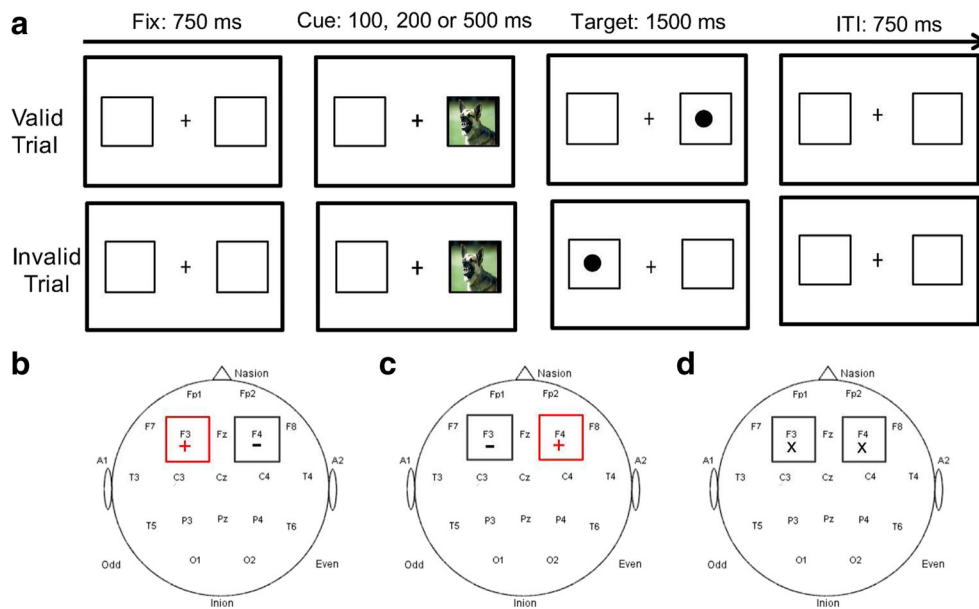 a
Fix: 750 ms Cue: 100, 200 or 500 ms Target: 1500 ms ITI: 750 ms
Valid
Trial
+ + + +
Invalid
Trial
+ + + +
b
Nasion
Fp1 Fp2
F7 F3 Fz F4 F8
+ -
A1 A2
T3 C3 Cz C4 T4
T5 P3 Pz P4 T6
O1 O2
Odd Even
Inion
c
Nasion
Fp1 Fp2
F7 F3 Fz F4 F8
- +
A1 A2
T3 C3 Cz C4 T4
T5 P3 Pz P4 T6
O1 O2
Odd Even
Inion
d
Nasion
Fp1 Fp2
F7 F3 Fz F4 F8
x x
A1 A2
T3 C3 Cz C4 T4
T5 P3 Pz P4 T6
O1 O2
Odd Even
Inion